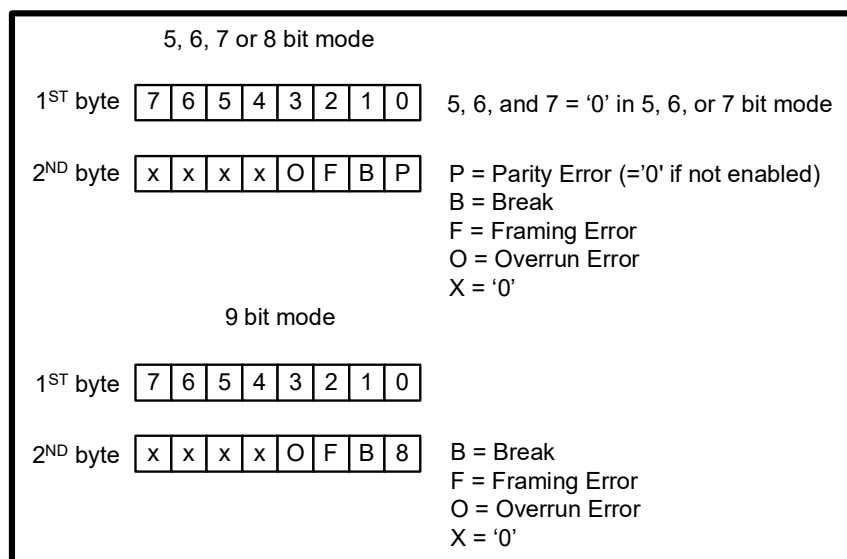 5, 6, 7 or 8 bit mode
1ST byte 7 6 5 4 3 2 1 0 5, 6, and 7 = ‘0’ in 5, 6, or 7 bit mode
2ND byte x x x x O F B P P = Parity Error (=’0' if not enabled)
B = Break
F = Framing Error
O = Overrun Error
X = ‘0’
9 bit mode
1ST byte 7 6 5 4 3 2 1 0
2ND byte x x x x O F B 8 B = Break
F = Framing Error
O = Overrun Error
X = ‘0’